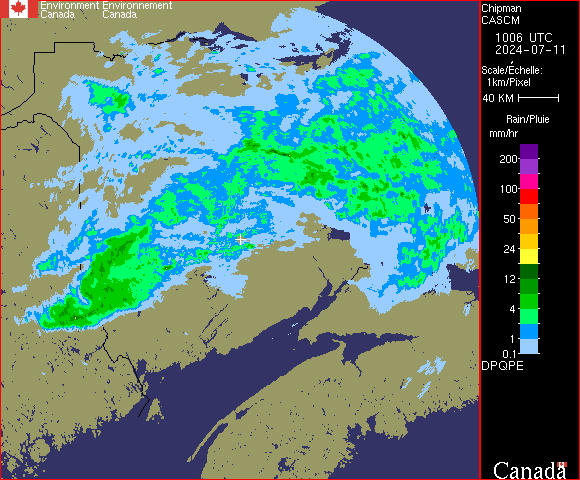 Environment Environnement
Canada Canada
Chipman
CASCM
1006 UTC
2024-07-11
Scale/Échelle:
1km/Pixel
40 KM
Rain/Pluie
mm/hr
200
100
50
24
12
4
1
0.1
DPQPE
Canada